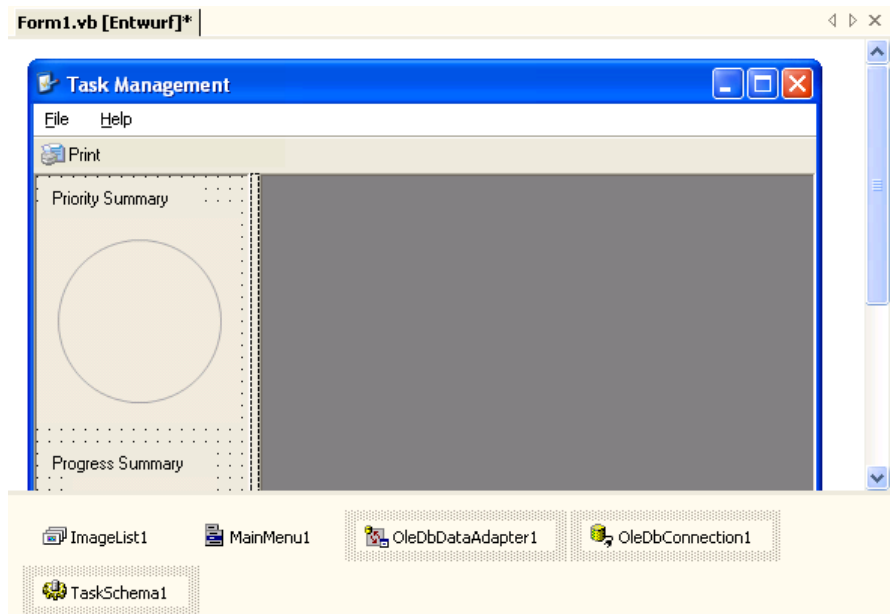 Form1.vb [Entwurf]*
Task Management
File Help
Print
Priority Summary
Progress Summary
ImageList1 MainMenu1 OleDbDataAdapter1 OleDbConnection1
TaskSchema1